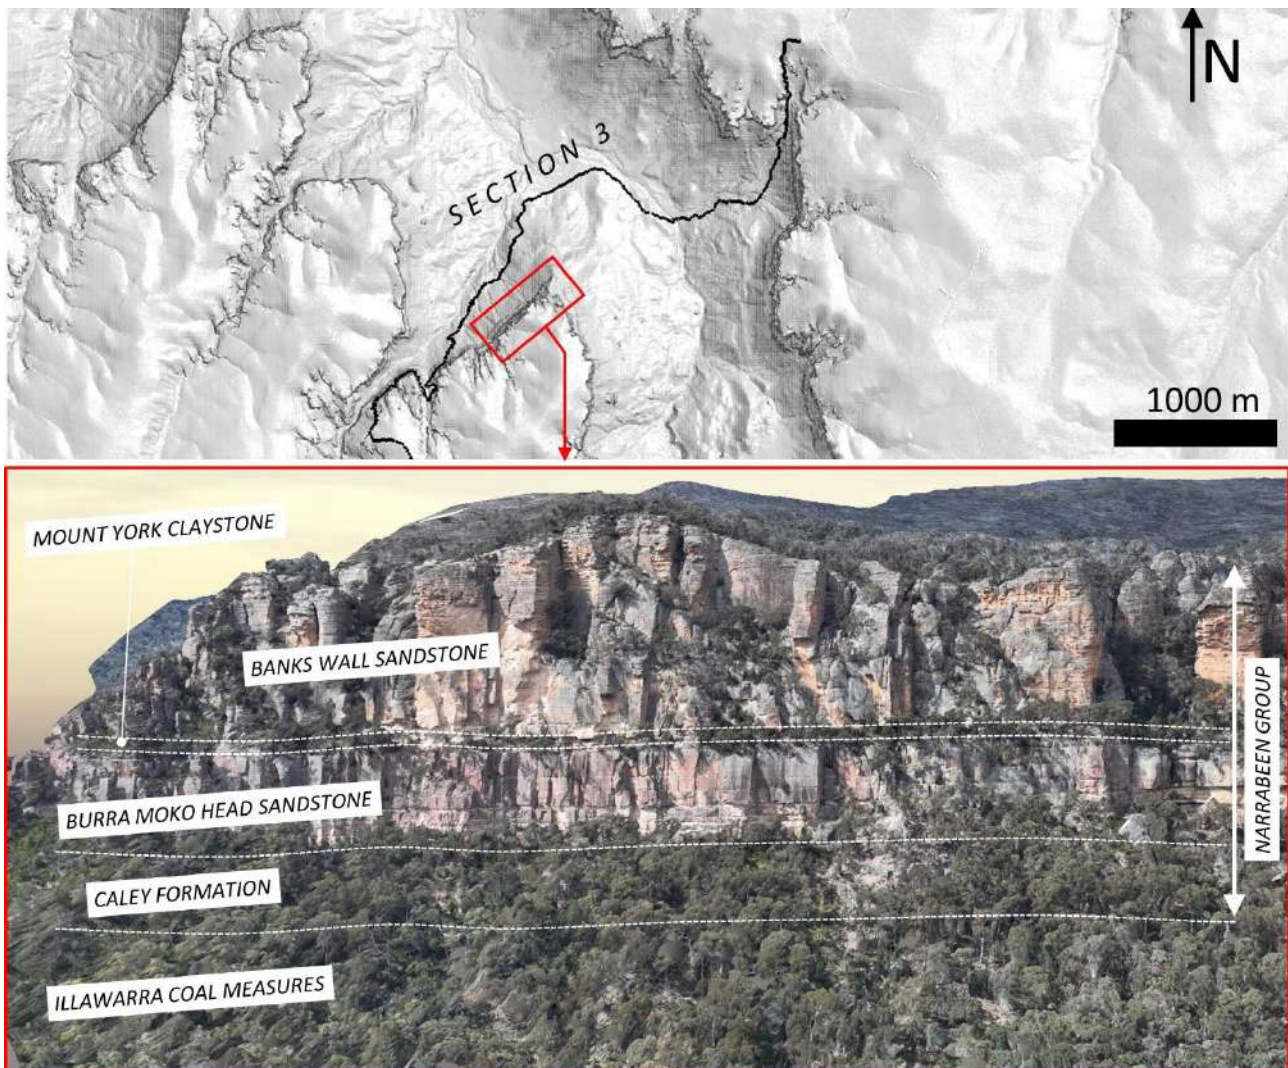 N
SECTION 3
1000 m
MOUNT YORK CLAYSTONE
BANKS WALL SANDSTONE
BURRA MOKO HEAD SANDSTONE
NARRABEEN GROUP
CALEY FORMATION
ILLAWARRA COAL MEASURES